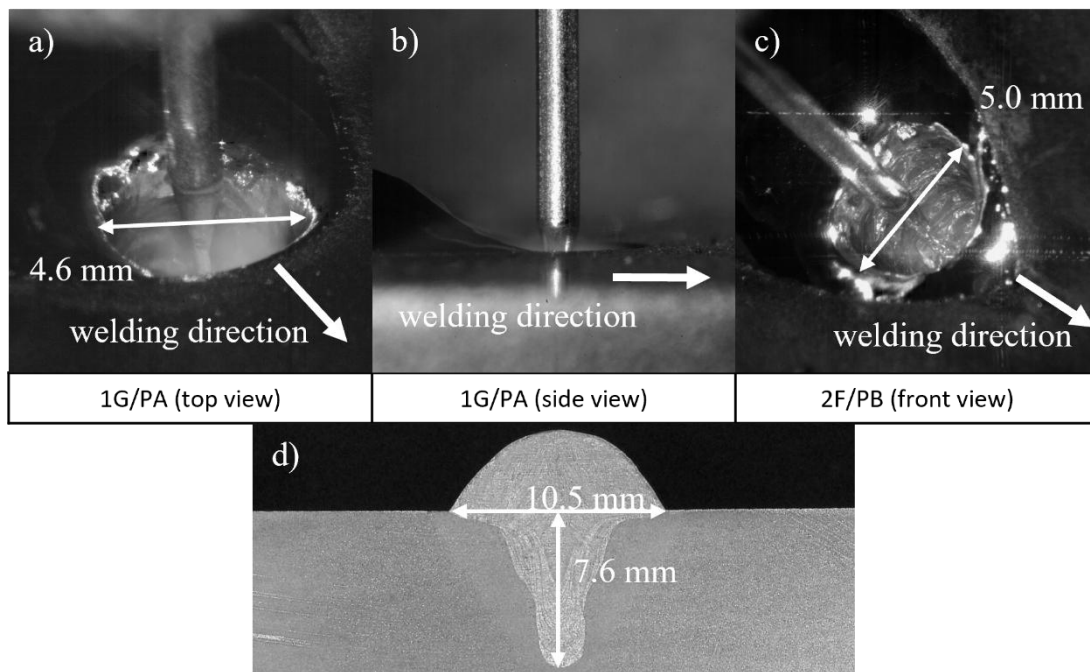 a)
4.6 mm
welding direction
b)
welding direction
c)
5.0 mm
welding direction
1G/PA (top view)
1G/PA (side view)
2F/PB (front view)
d)
10.5 mm
7.6 mm